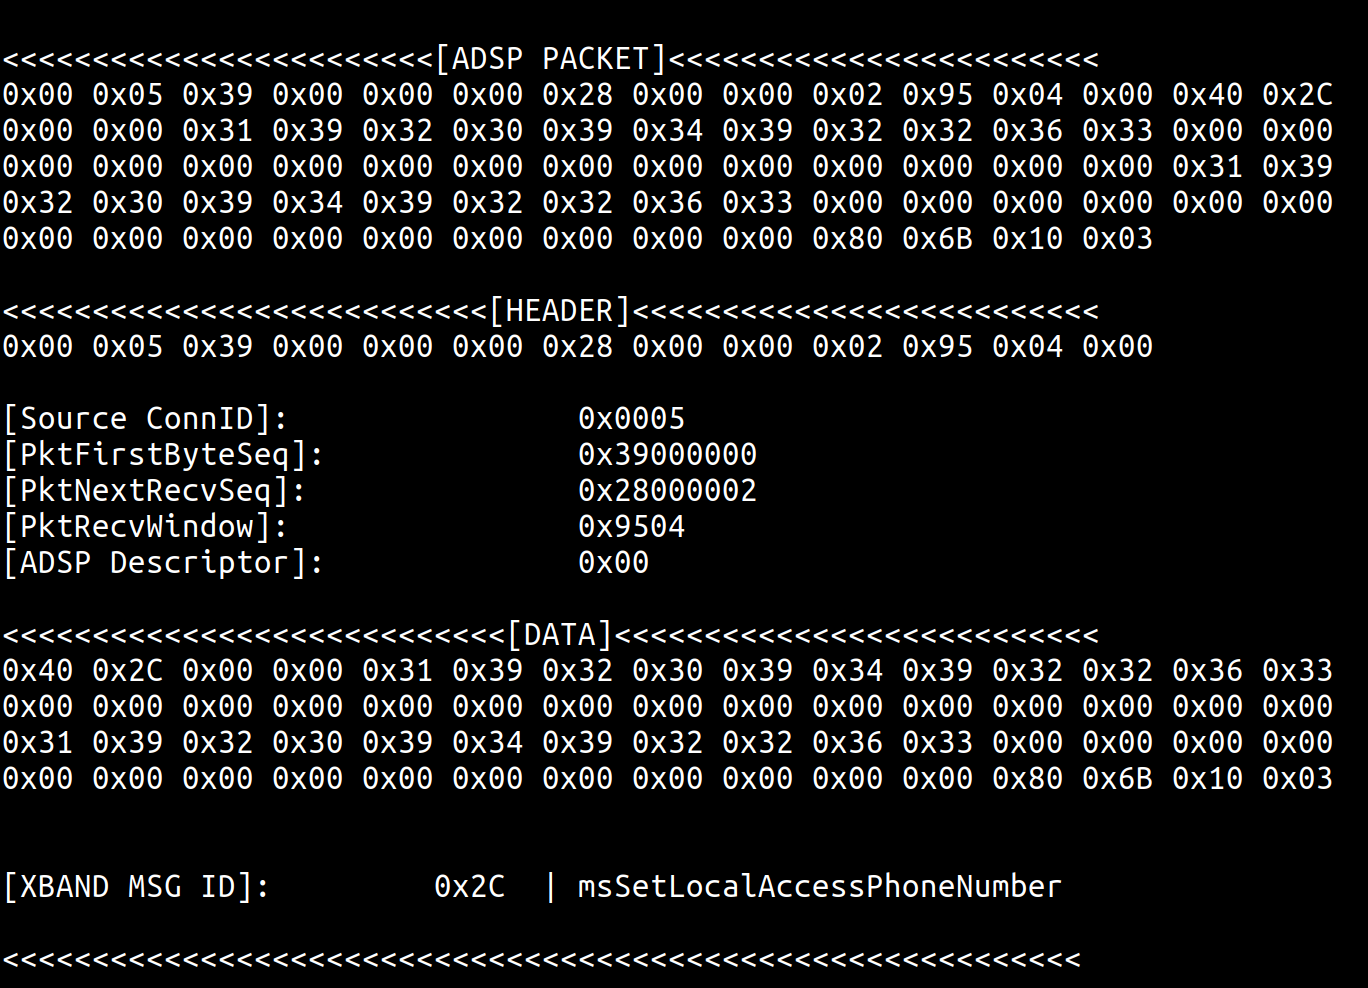 <<<<<<<<<<<<<<<<<<<<<<<<[ADSP PACKET]<<<<<<<<<<<<<<<<<<<<<<<<
0x00 0x05 0x39 0x00 0x00 0x00 0x28 0x00 0x00 0x02 0x95 0x04 0x00 0x40 0x2C
0x00 0x00 0x31 0x39 0x32 0x30 0x39 0x34 0x39 0x32 0x32 0x36 0x33 0x00 0x00
0x00 0x00 0x00 0x00 0x00 0x00 0x00 0x00 0x00 0x00 0x00 0x00 0x00 0x31 0x39
0x32 0x30 0x39 0x34 0x39 0x32 0x32 0x36 0x33 0x00 0x00 0x00 0x00 0x00 0x00
0x00 0x00 0x00 0x00 0x00 0x00 0x00 0x00 0x00 0x80 0x6B 0x10 0x03
<<<<<<<<<<<<<<<<<<<<<<<<<<<[HEADER]<<<<<<<<<<<<<<<<<<<<<<<<<<
0x00 0x05 0x39 0x00 0x00 0x00 0x28 0x00 0x00 0x02 0x95 0x04 0x00
[Source ConnID]: 0x0005
[PktFirstByteSeq]: 0x39000000
[PktNextRecvSeq]: 0x28000002
[PktRecvWindow]: 0x9504
[ADSP Descriptor]: 0x00
<<<<<<<<<<<<<<<<<<<<<<<<<<<<[DATA]<<<<<<<<<<<<<<<<<<<<<<<<<<<
0x40 0x2C 0x00 0x00 0x31 0x39 0x32 0x30 0x39 0x34 0x39 0x32 0x32 0x36 0x33
0x00 0x00 0x00 0x00 0x00 0x00 0x00 0x00 0x00 0x00 0x00 0x00 0x00 0x00 0x00
0x31 0x39 0x32 0x30 0x39 0x34 0x39 0x32 0x32 0x36 0x33 0x00 0x00 0x00 0x00
0x00 0x00 0x00 0x00 0x00 0x00 0x00 0x00 0x00 0x00 0x00 0x80 0x6B 0x10 0x03
[XBAND MSG ID]: 0x2C | msSetLocalAccessPhoneNumber
<<<<<<<<<<<<<<<<<<<<<<<<<<<<<<<<<<<<<<<<<<<<<<<<<<<<<<<<<<<<